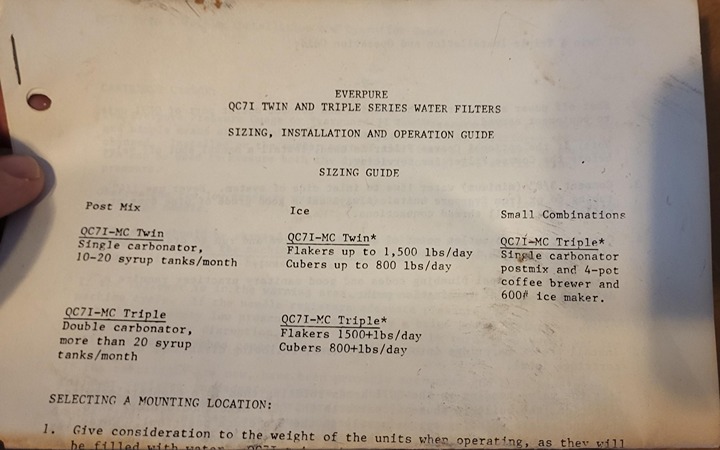 EVERPURE
QC7I TWIN AND TRIPLE SERIES WATER FILTERS
SIZING, INSTALLATION AND OPERATION GUIDE
SIZING GUIDE
Post Mix
QC7I-MC Twin
Single carbonator,
10-20 syrup tanks/month
QC7I-MC Triple
Double carbonator,
more than 20 syrup
tanks/month
Ice
QC7I-MC Twin*
Flakers up to 1,500 lbs/day
Cubers up to 800 lbs/day
QC7I-MC Triple*
Flakers 1500+lbs/day
Cubers 800+lbs/day
Small Combinations
QC7I-MC Triple*
Single carbonator
postmix and 4-pot
coffee brewer and
600# ice maker.
SELECTING A MOUNTING LOCATION:
1. Give consideration to the weight of the units when operating, as they will
be filled with water.